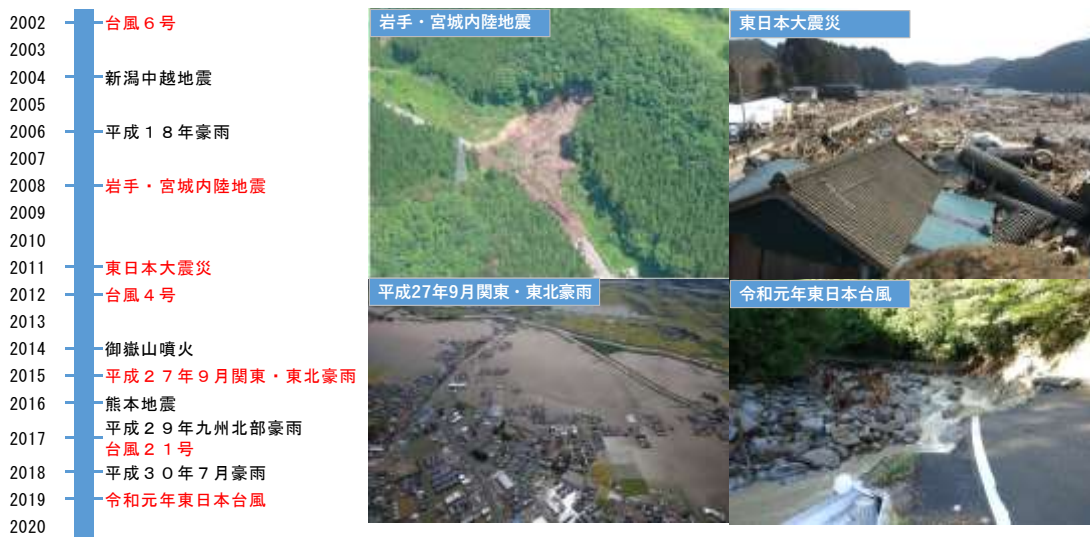 2002 台風６号
2003
2004 新潟中越地震
2005
2006 平成１８年豪雨
2007
2008 岩手・宮城内陸地震
2009
2010
2011 東日本大震災
2012 台風４号
2013
2014 御嶽山噴火
2015 平成２７年９月関東・東北豪雨
2016 熊本地震
2017 平成２９年九州北部豪雨
台風２１号
2018 平成３０年７月豪雨
2019 令和元年東日本台風
2020
岩手・宮城内陸地震
東日本大震災
平成27年9月関東・東北豪雨
令和元年東日本台風